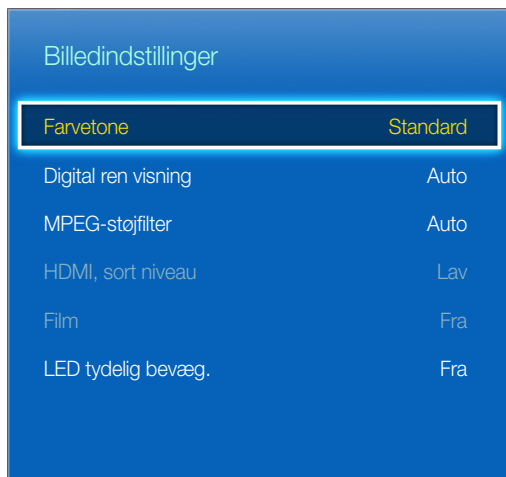 Billedindstillinger
Farvetone Standard
Digital ren visning Auto
MPEG-støjfilter Auto
HDMI, sort niveau Lav
Film Fra
LED tydelig bevæg. Fra